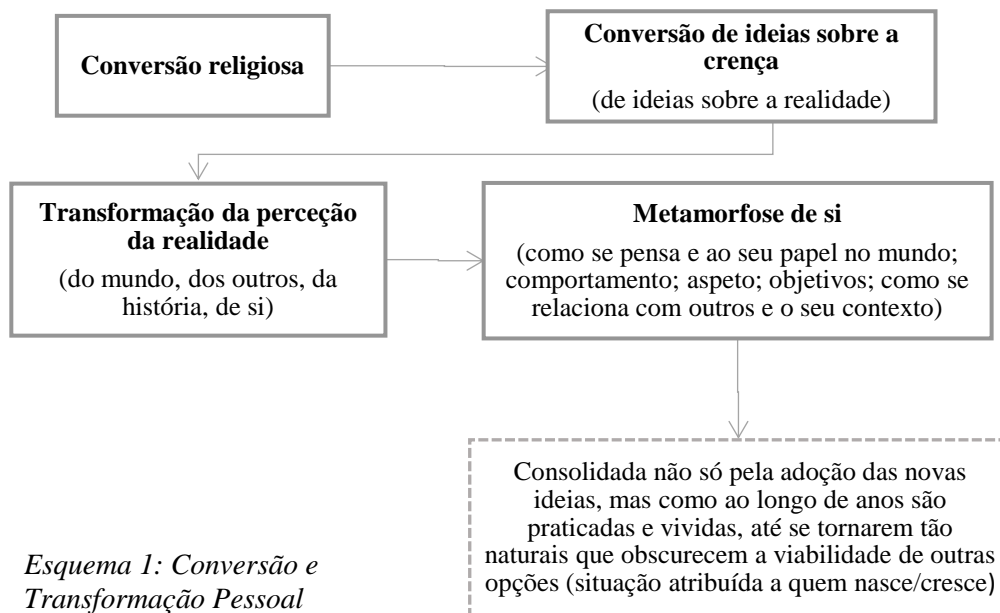 Conversão religiosa
Conversão de ideias sobre a
crença
(de ideias sobre a realidade)
Transformação da perceção
da realidade
(do mundo, dos outros, da
história, de si)
Metamorfose de si
(como se pensa e ao seu papel no mundo;
comportamento; aspeto; objetivos; como se
relaciona com outros e o seu contexto)
Consolidada não só pela adoção das novas
ideias, mas como ao longo de anos são
praticadas e vividas, até se tornarem tão
naturais que obscurecem a viabilidade de outras
opções (situação atribuída a quem nasce/cresce)
Esquema 1: Conversão e
Transformação Pessoal